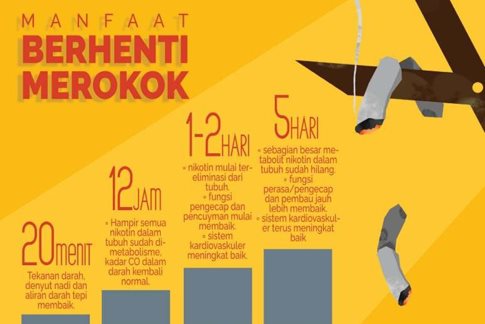 MANFAAT
BERHENTI
MEROKOK
20MENIT
Tekanan darah,
denyut nadi dan
aliran darah tepi
membaik.
12JAM
• Hampir semua
nikotin dalam
tubuh sudah di-
metabolisme,
kadar CO dalam
darah kembali
normal.
1-2HARI
• nikotin mulai ter-
eliminasi dari
tubuh.
• fungsi
pengecap dan
pencuyman mulai
membaik.
• sistem
kardiovaskuler
meningkat baik.
5HARI
• sebagian besar me-
tabolit nikotin dalam
tubuh sudah hilang.
• fungsi
perasa/pengecap
dan pembau jauh
lebih membaik.
• sistem kardiovaskul-
er terus meningkat
baik